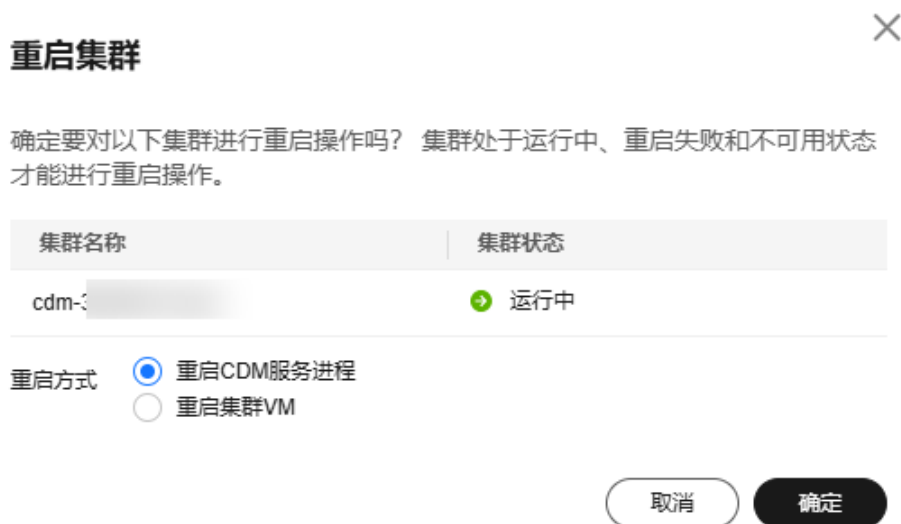 重启集群
确定要对以下集群进行重启操作吗? 集群处于运行中、重启失败和不可用状态
才能进行重启操作。
集群名称 集群状态
cdm- 运行中
重启方式 重启CDM服务进程
重启集群VM
取消 确定